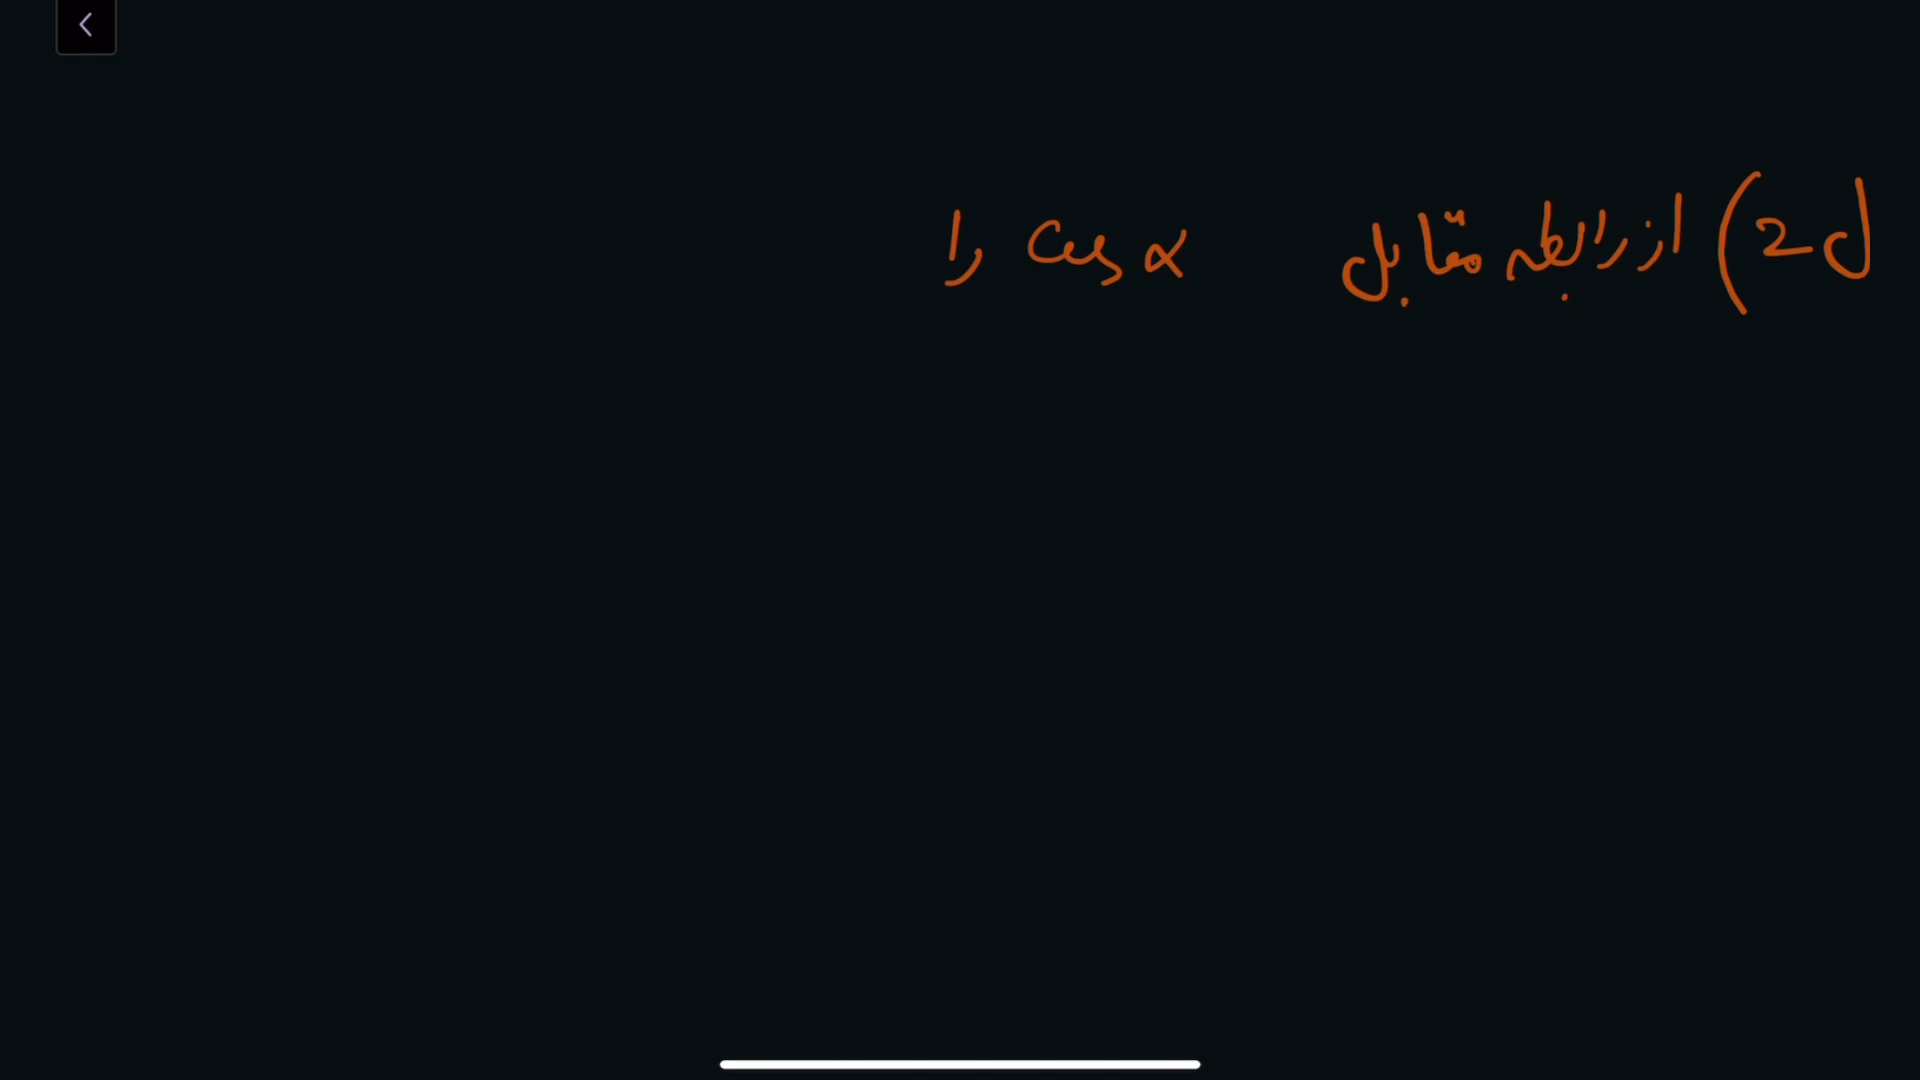 ل2) از رابطه مقابل cos α را